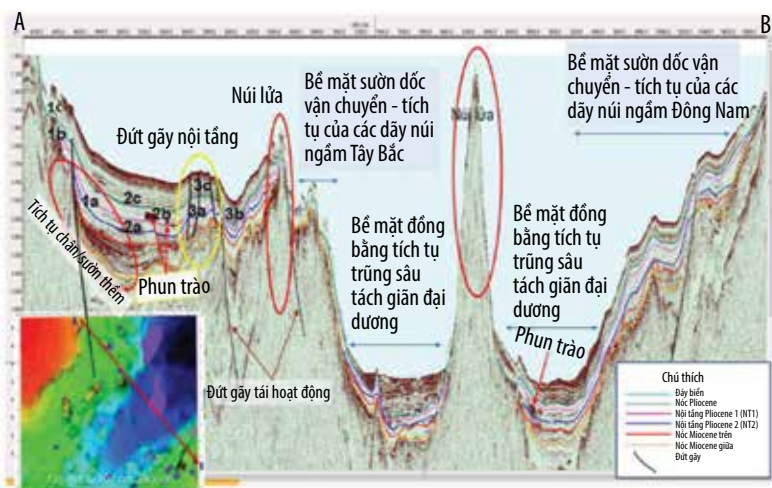 A
B
Bề mặt sườn dốc
vận chuyển - tích
tụ của các dãy núi
ngầm Tây Bắc
Bề mặt sườn dốc vận
chuyển - tích tụ của các
dãy núi ngầm Đông Nam
Núi lửa
Núi lửa
Đứt gãy nội tầng
1c
1b
1a
2c
2b
2a
3c
3a
3b
Tích tụ chân/sườn thềm
Phun trào
Bề mặt đồng
bằng tích tụ
trũng sâu
tách giãn đại
dương
Bề mặt đồng
bằng tích tụ
trũng sâu
tách giãn đại
dương
Phun trào
Đứt gãy tái hoạt động
Chú thích
Đáy biển
Nóc Pliocene
Nội tầng Pliocene 1 (NT1)
Nội tầng Pliocene 2 (NT2)
Nóc Miocene trên
Nóc Miocene giữa
Đứt gãy